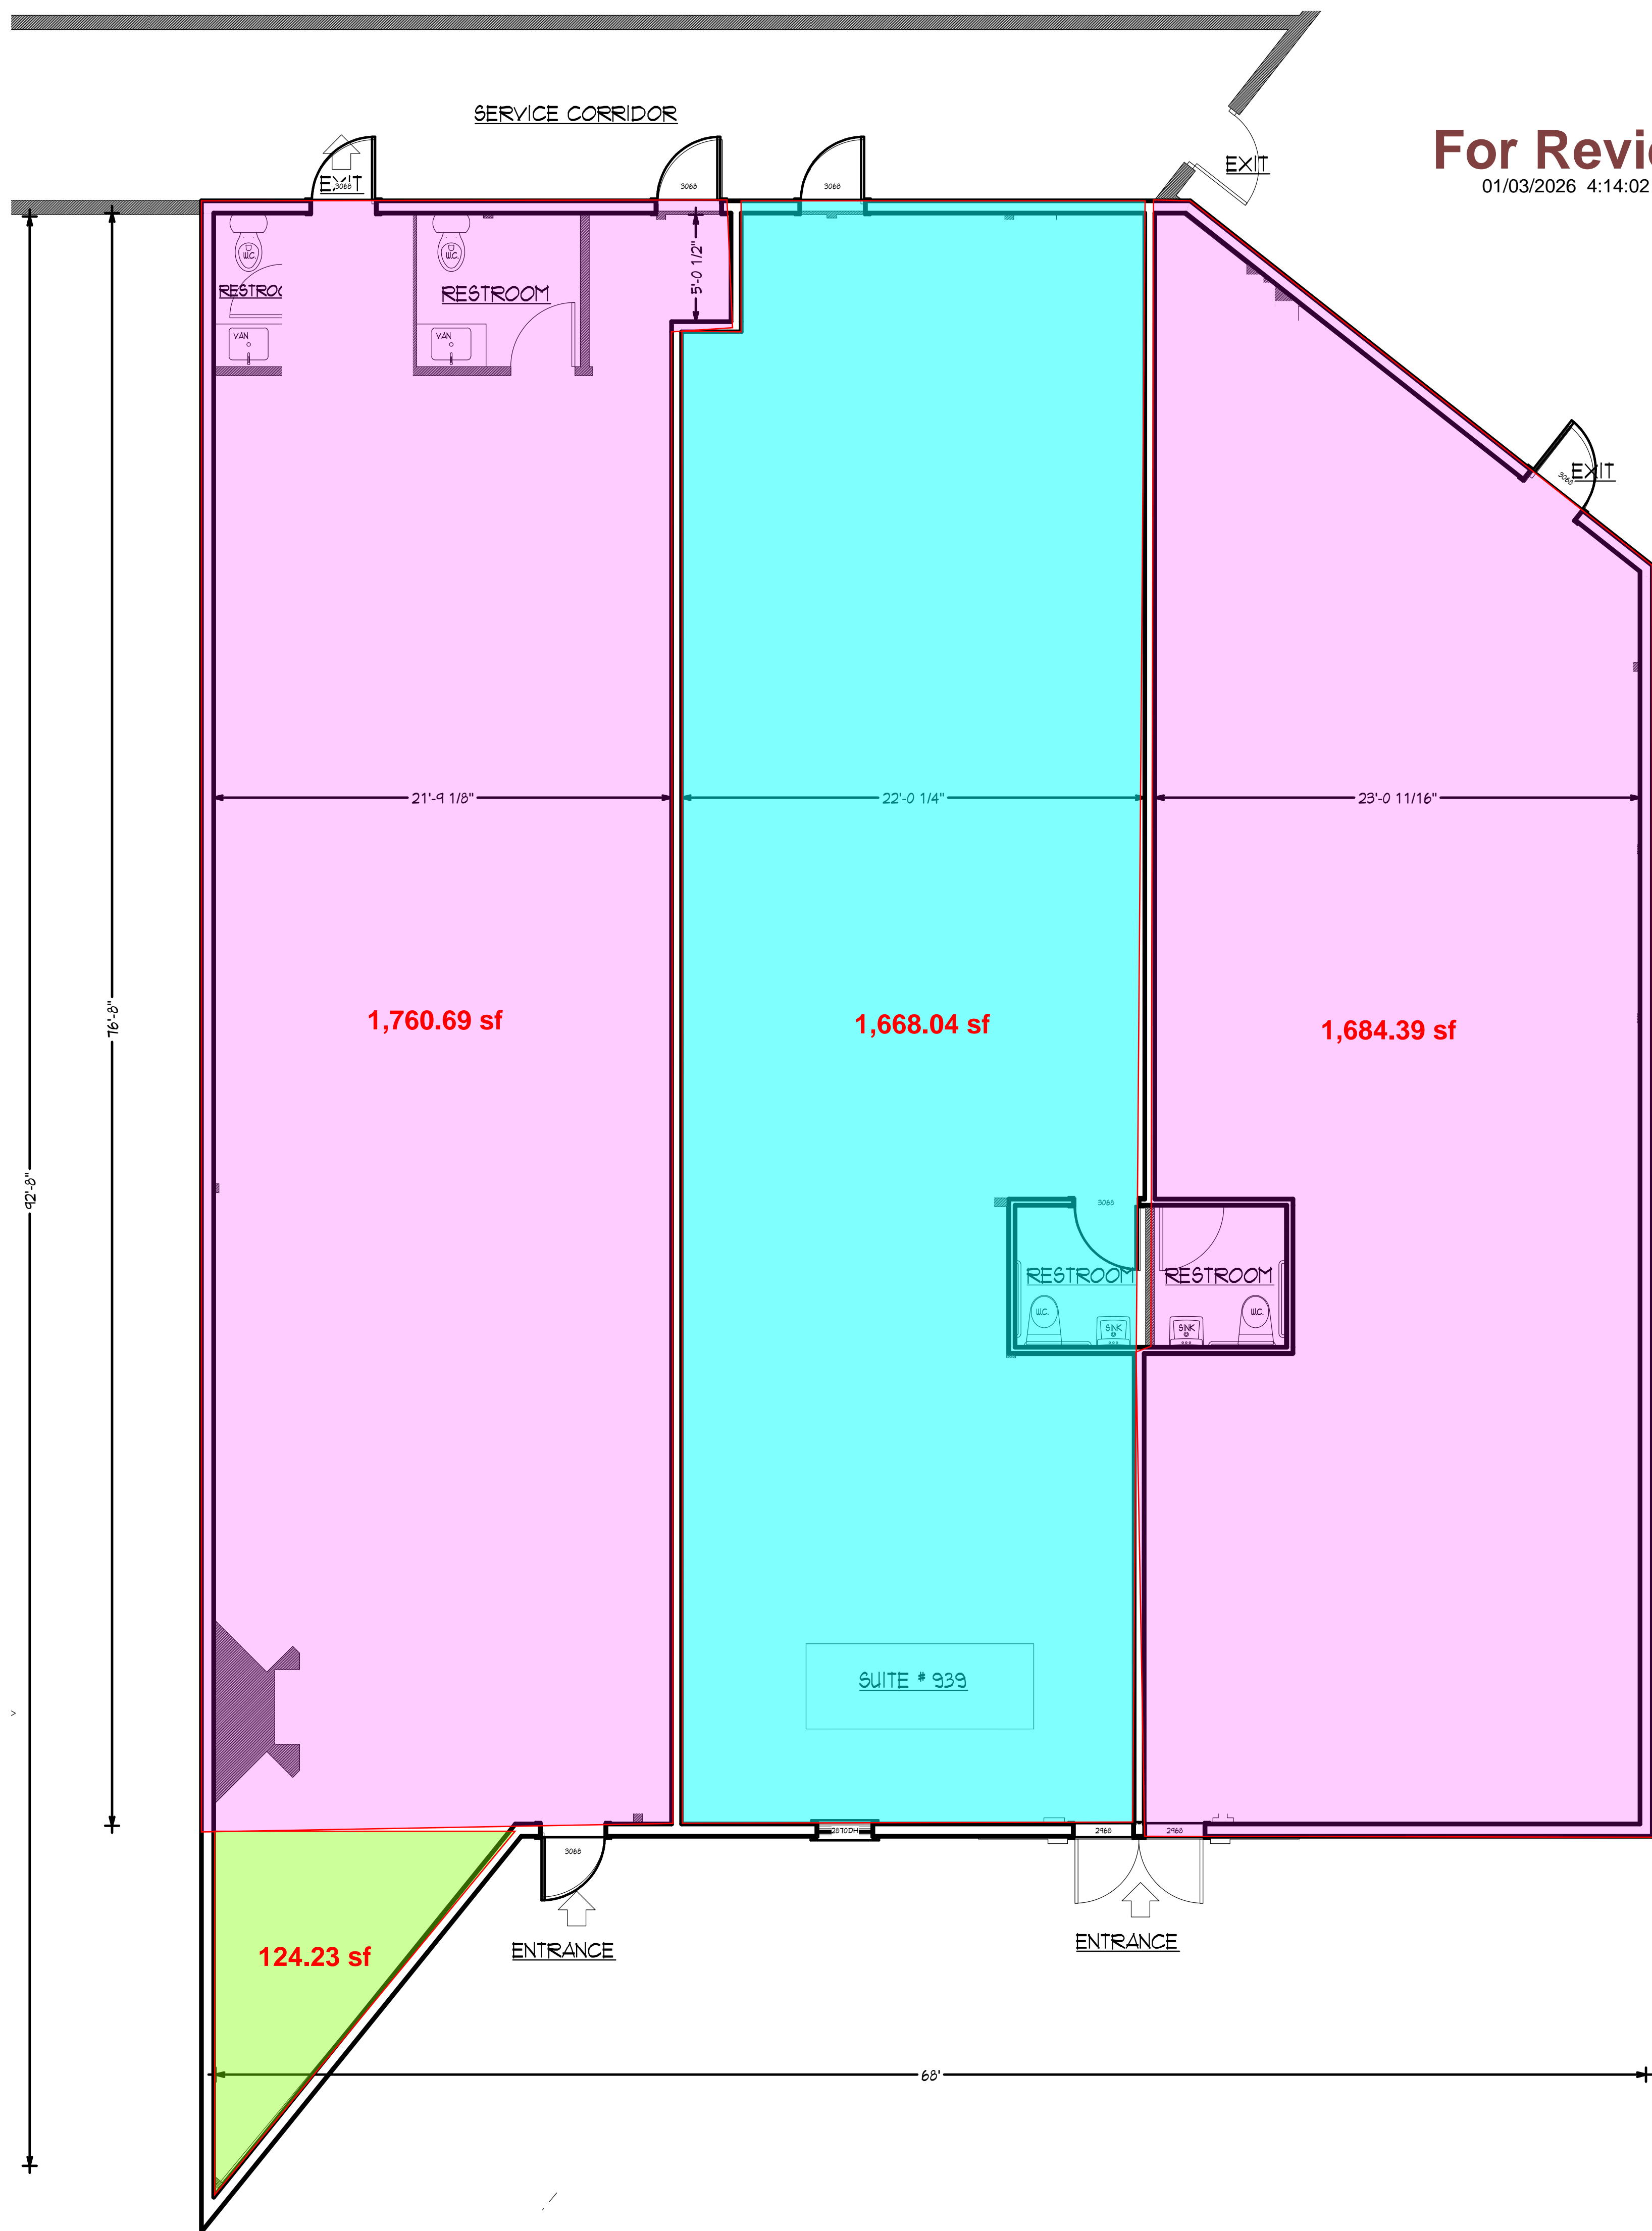 SERVICE CORRIDOR
For Revie
01/03/2026 4:14:02
EXIT
EXIT
3068
3068
3068
W.C.
W.C.
5'-0 1/2"
RESTROOM
VAN
VAN
EXIT
3068
21'-9 1/8"
22'-0 1/4"
23'-0 11/16"
76'-8"
1,760.69 sf
1,668.04 sf
1,684.39 sf
92'-8"
3068
RESTROOM
RESTROOM
W.C.
SINK
SINK
W.C.
SUITE # 939
2870DH
2968
2968
3068
ENTRANCE
ENTRANCE
124.23 sf
68'